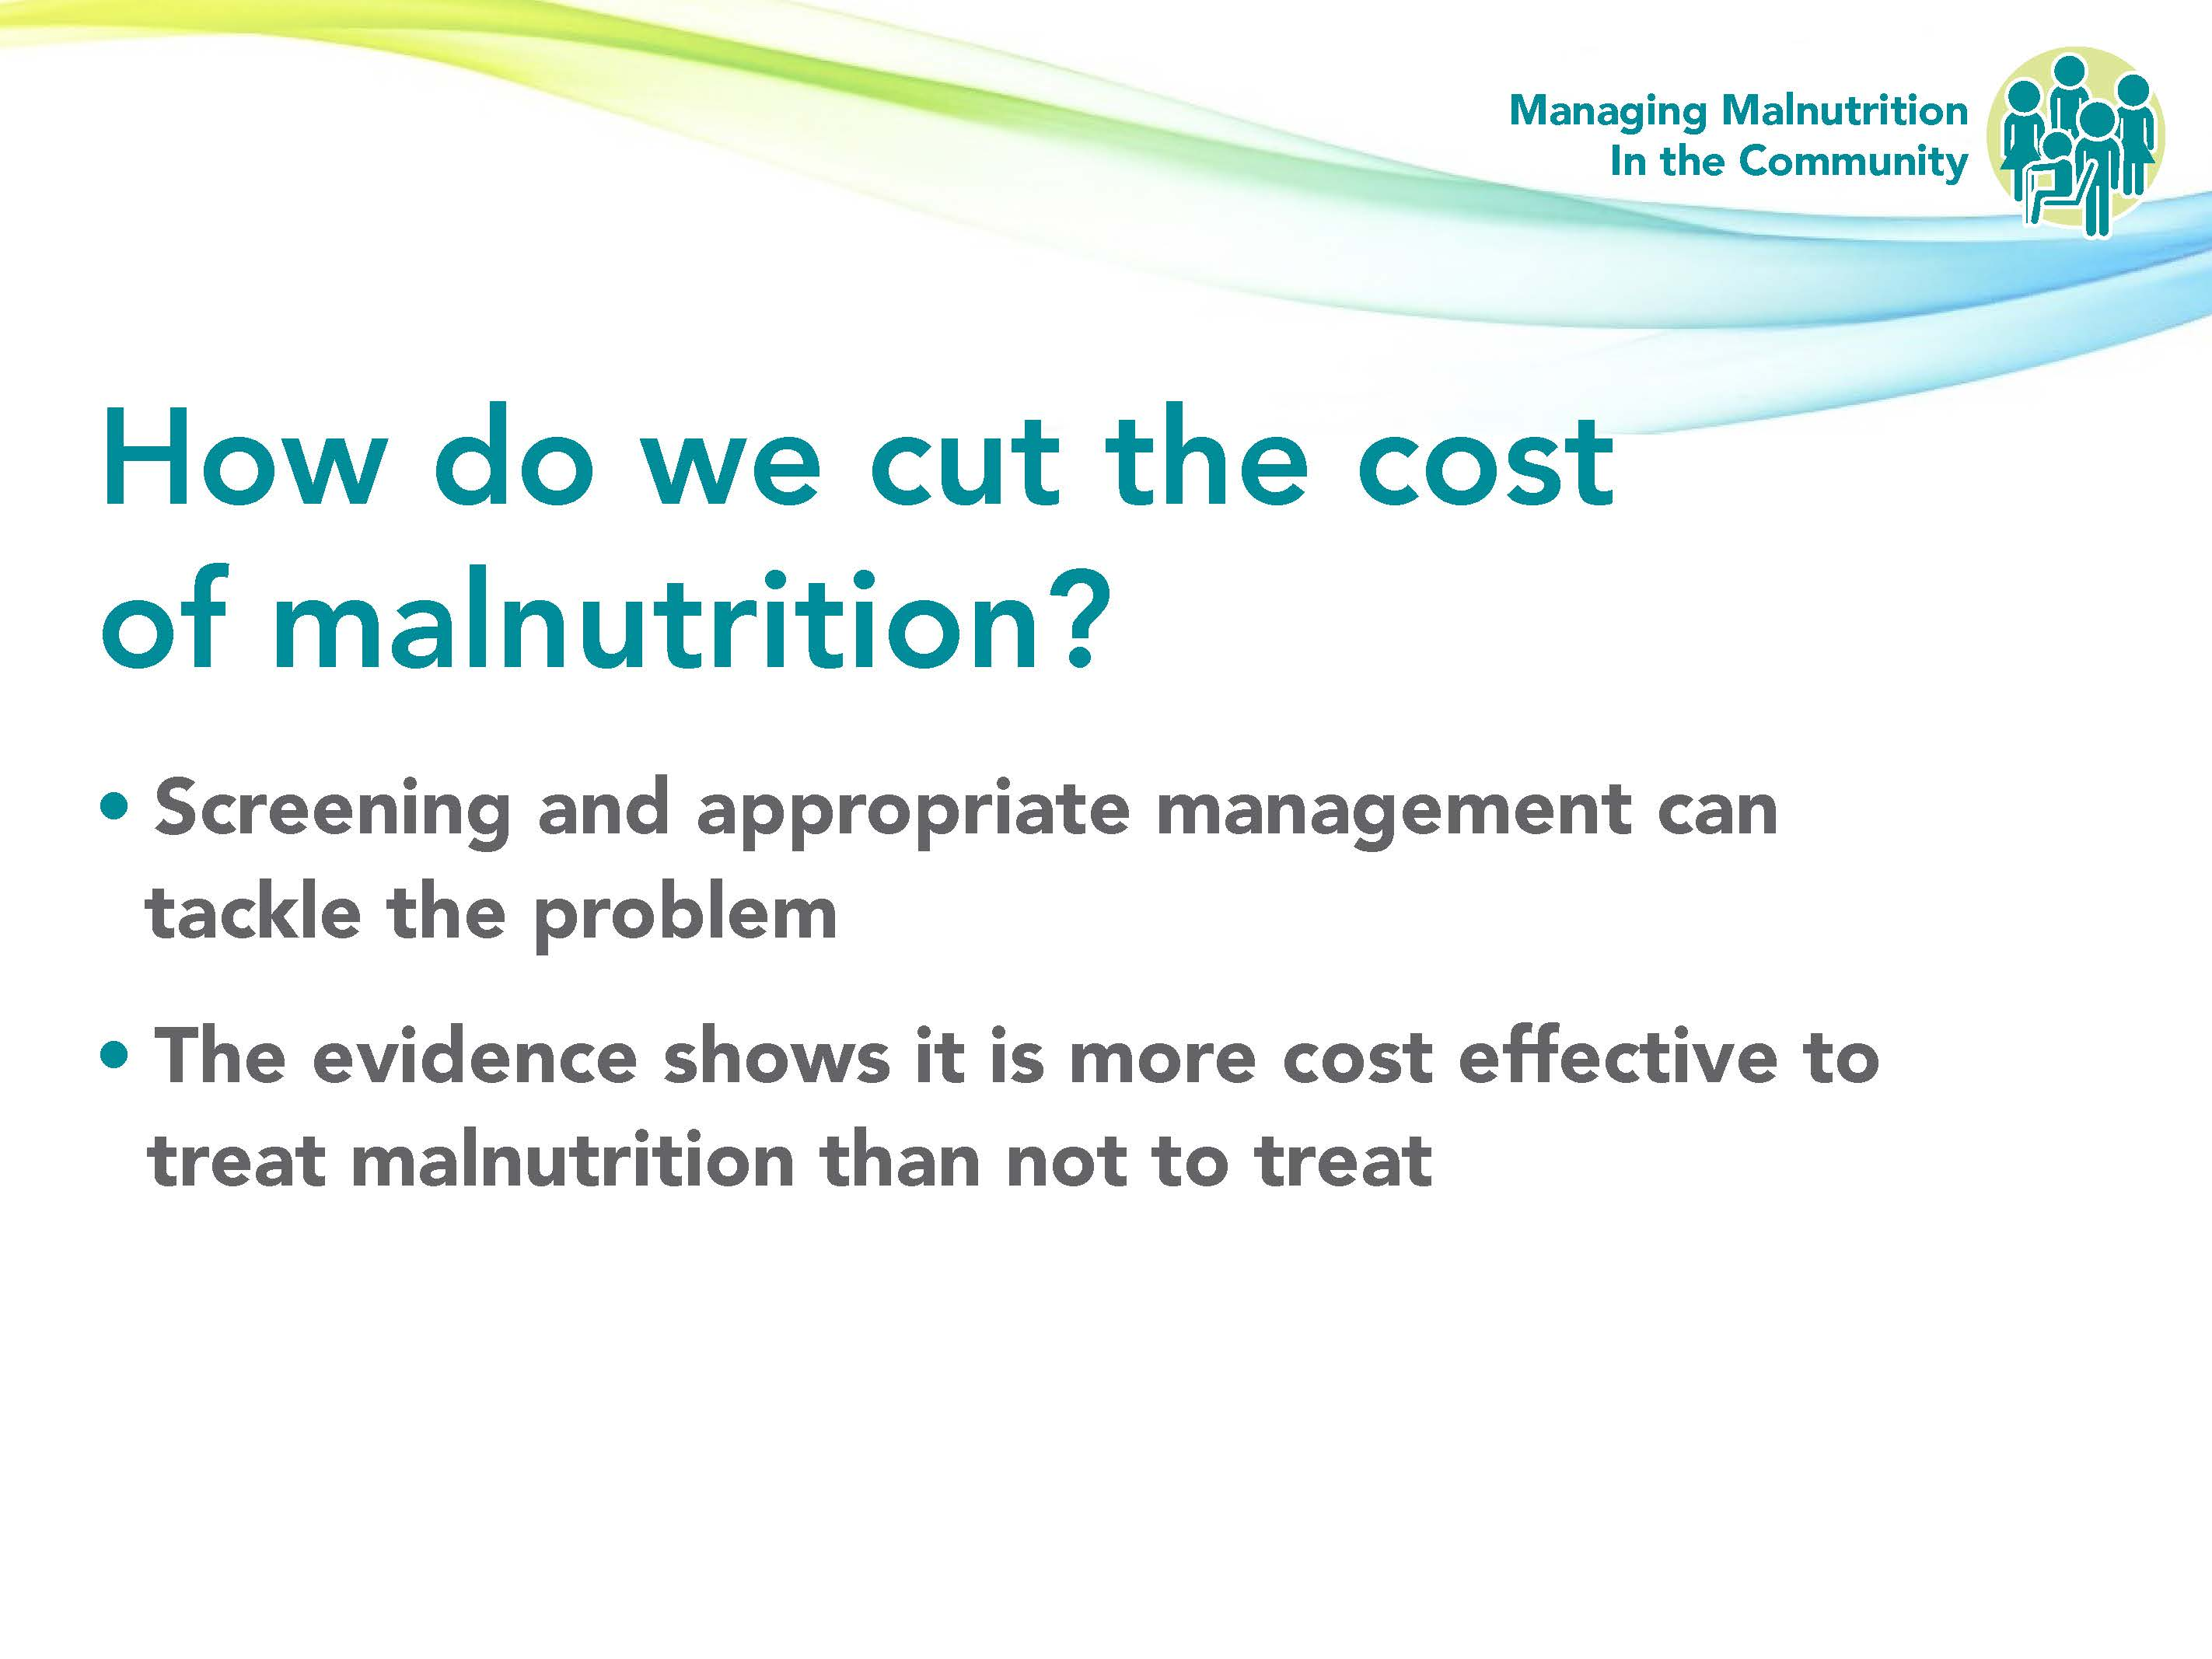 Managing Malnutrition
In the Community
How do we cut the cost
of malnutrition?
• Screening and appropriate management can
tackle the problem
• The evidence shows it is more cost effective to
treat malnutrition than not to treat